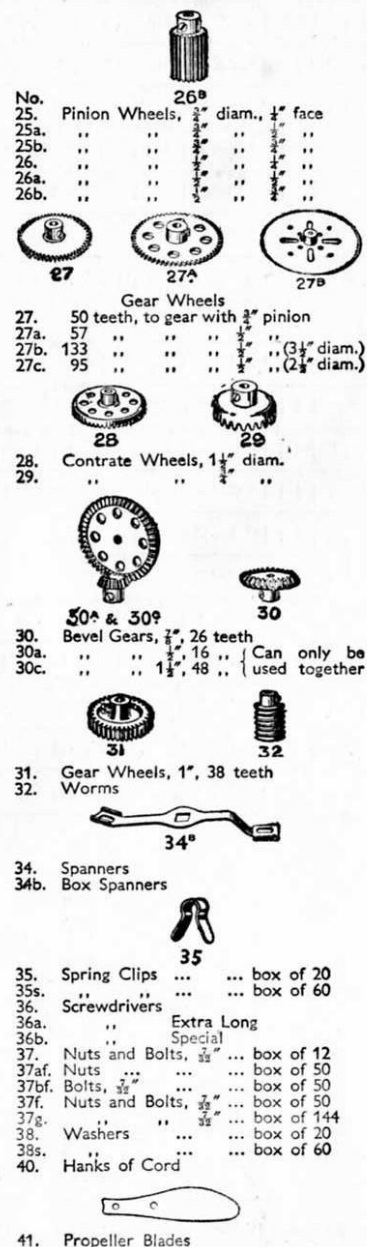 26B
No.
25. Pinion Wheels, ¾″ diam., ¼″ face
25a. ,, ,, ¾″ ,, ½″ ,,
25b. ,, ,, ¾″ ,, ¾″ ,,
26. ,, ,, ½″ ,, ¼″ ,,
26a. ,, ,, ½″ ,, ½″ ,,
26b. ,, ,, ½″ ,, ¾″ ,,
27 27A 27B
Gear Wheels
27. 50 teeth, to gear with ¾″ pinion
27a. 57 ,, ,, ,, ½″ ,,
27b. 133 ,, ,, ,, ½″ ,, (3½″ diam.)
27c. 95 ,, ,, ,, ½″ ,, (2½″ diam.)
28 29
28. Contrate Wheels, 1½″ diam.
29. ,, ,, ¾″ ,,
30A & 30C 30
30. Bevel Gears, ⅞″, 26 teeth
30a. ,, ,, ½″, 16 ,, { Can only be
30c. ,, ,, 1½″, 48 ,, { used together
31 32
31. Gear Wheels, 1″, 38 teeth
32. Worms
34B
34. Spanners
34b. Box Spanners
35
35. Spring Clips ... ... box of 20
35s. ,, ,, ... ... box of 60
36. Screwdrivers
36a. ,, Extra Long
36b. ,, Special
37. Nuts and Bolts, 7/32″ ... box of 12
37af. Nuts ... ... ... box of 50
37bf. Bolts, 7/32″ ... ... box of 50
37f. Nuts and Bolts, 7/32″ ... box of 50
37g. ,, ,, 7/32″ ... box of 144
38. Washers ... ... box of 20
38s. ,, ... ... box of 60
40. Hanks of Cord
41. Propeller Blades